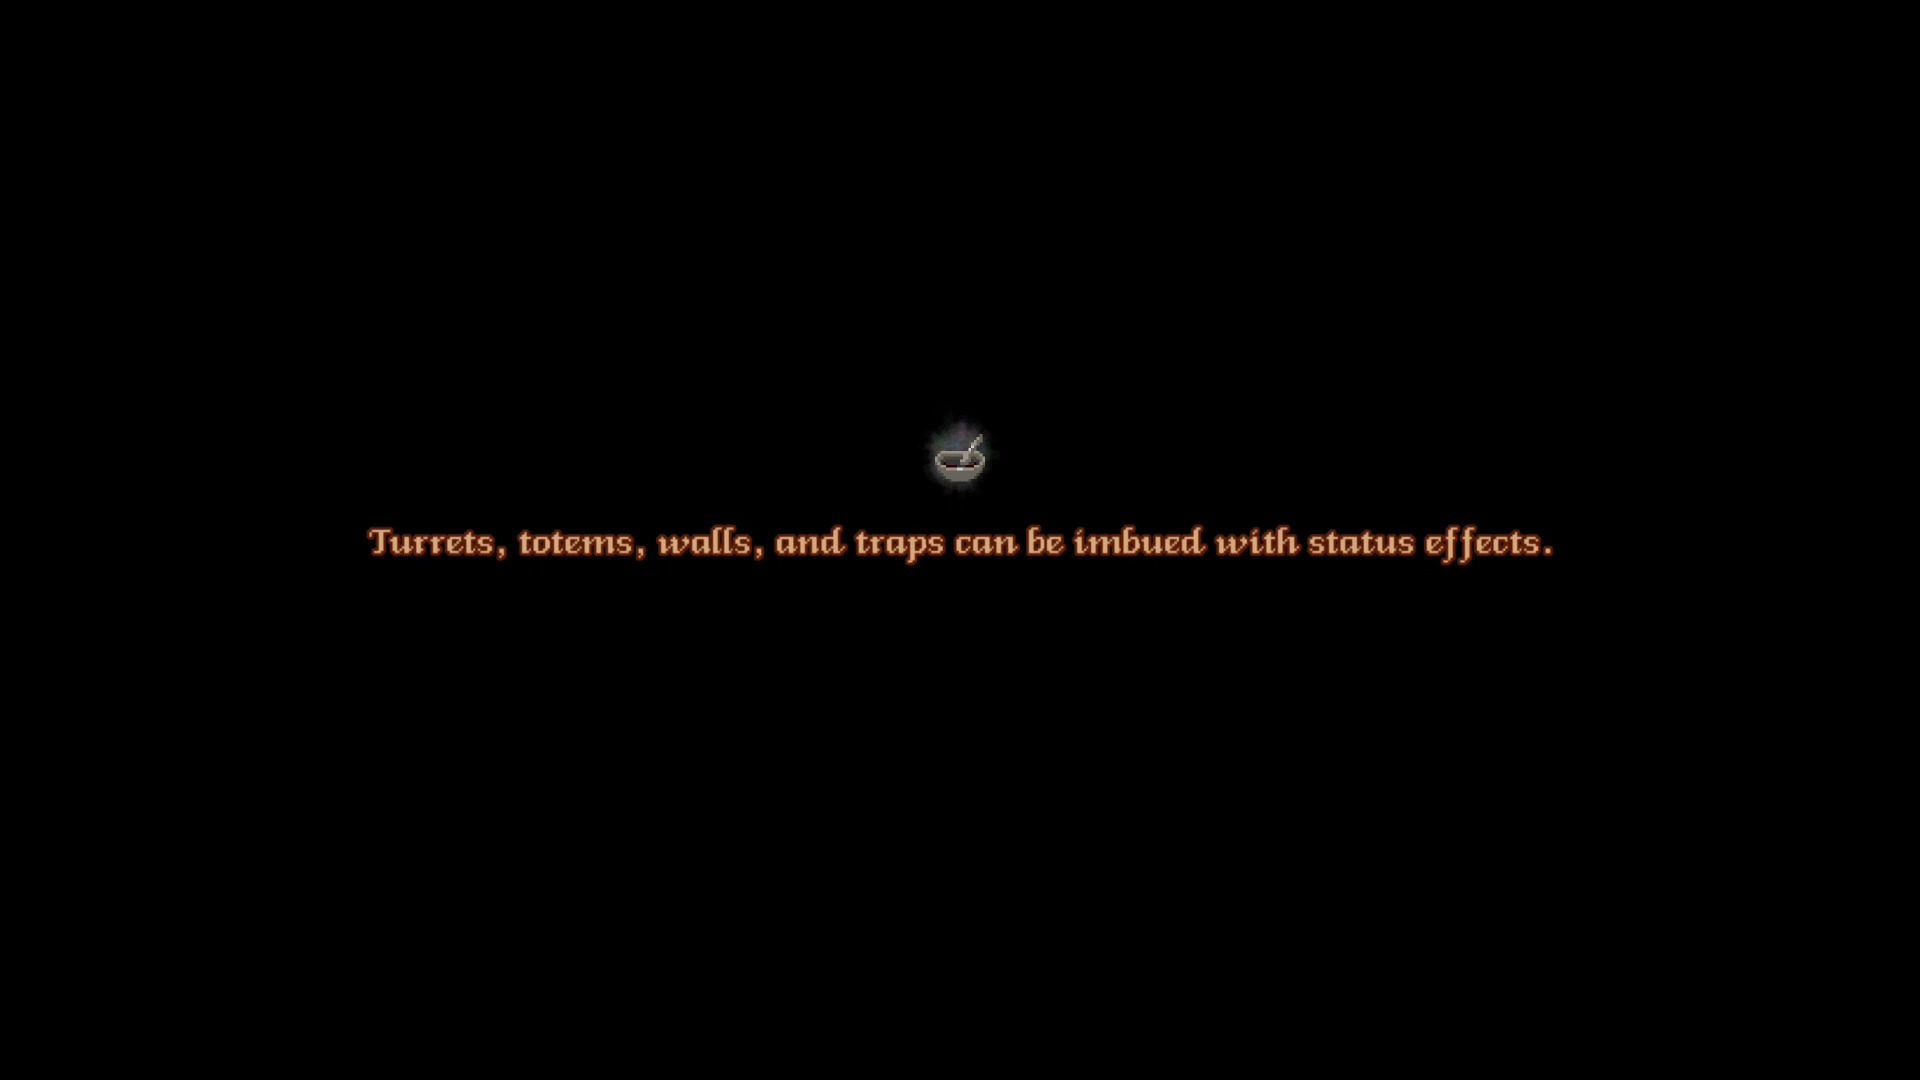 Turrets, totems, walls, and traps can be imbued with status effects.